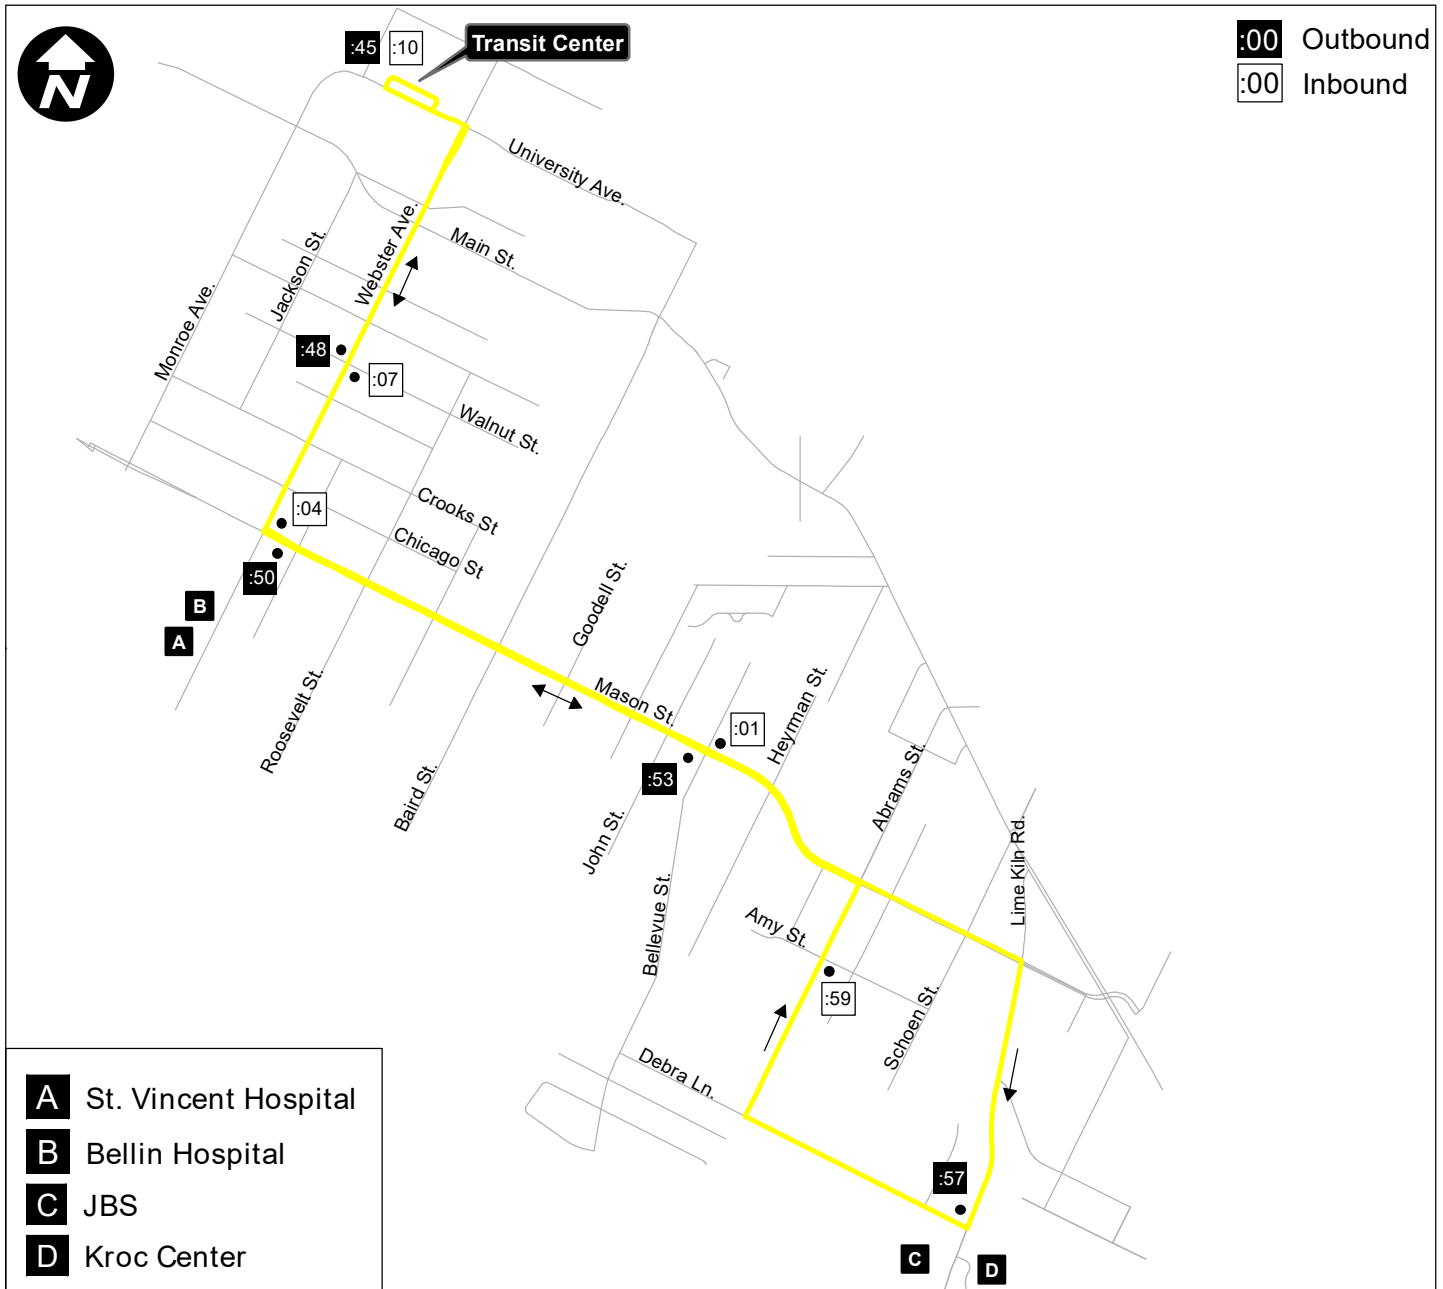 :45 :10
Transit Center
:00 Outbound
:00 Inbound
N
University Ave.
Webster Ave.
Main St.
Jackson St.
Monroe Ave.
:48
:07
Walnut St.
:04
Crooks St
Chicago St
:50
B
A
Goodell St.
Roosevelt St.
Mason St.
:01
Heyrman St.
:53
Baird St.
John St.
Abrams St.
Lime Kiln Rd.
Bellevue St.
Amy St.
:59
Schoen St.
Debra Ln.
:57
C
D
A St. Vincent Hospital
B Bellin Hospital
C JBS
D Kroc Center